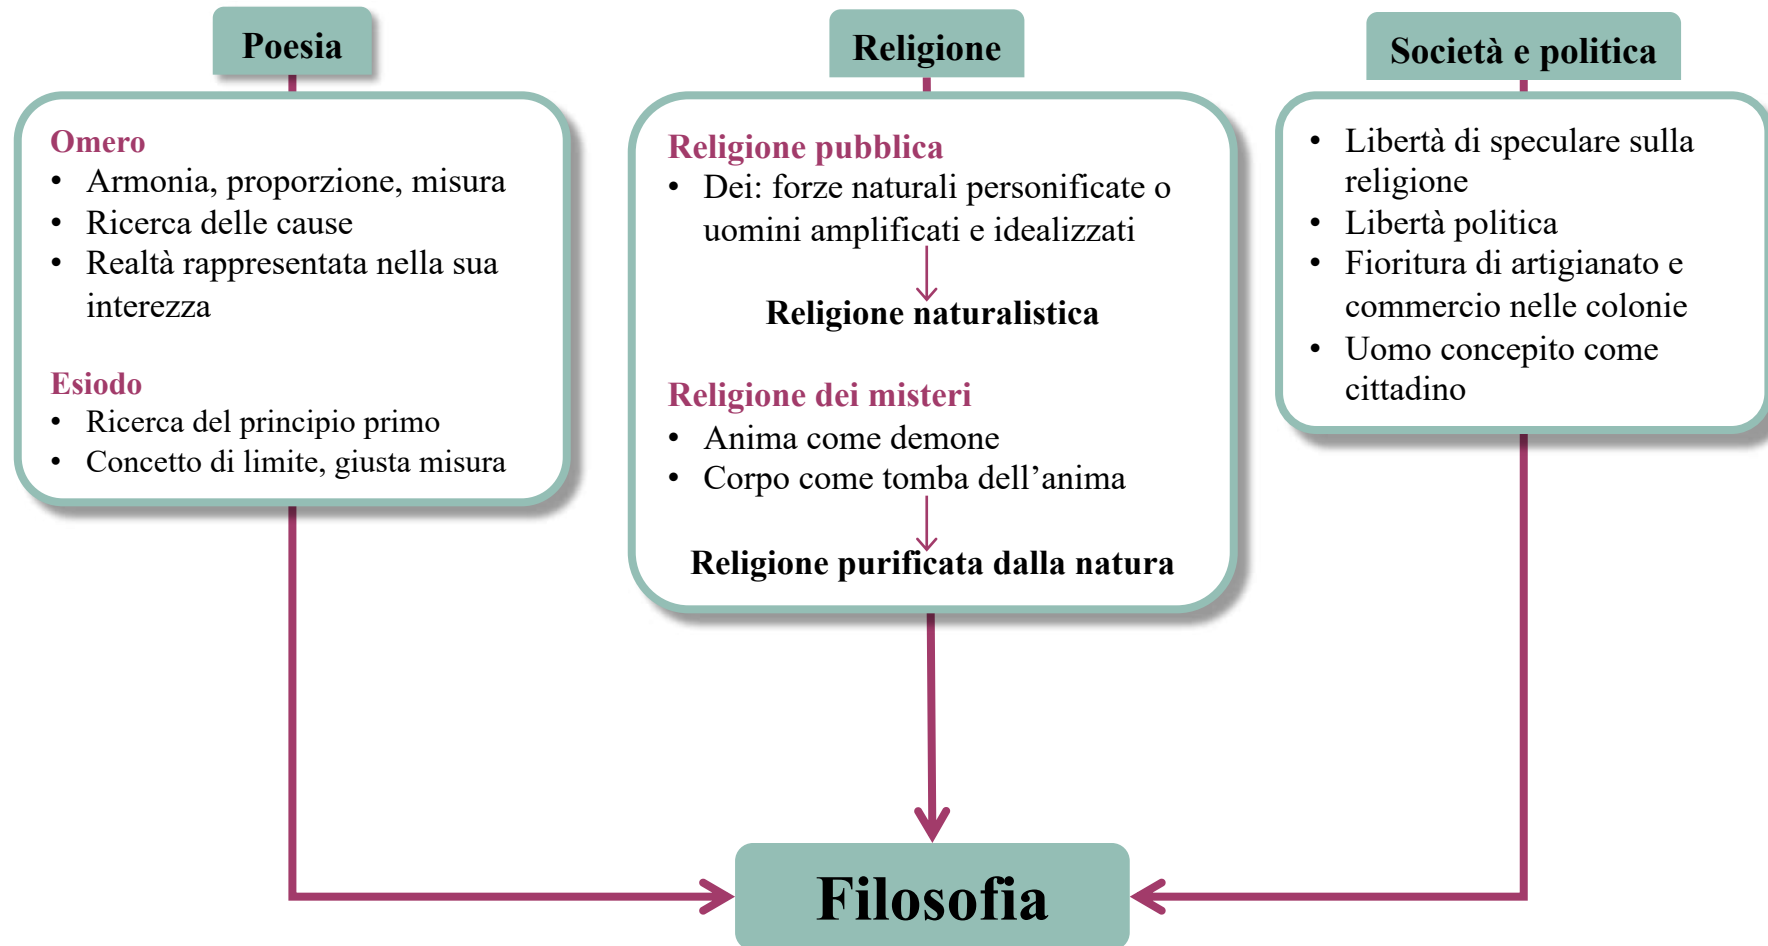 Poesia
Omero
• Armonia, proporzione, misura
• Ricerca delle cause
• Realtà rappresentata nella sua
interezza
Esiodo
• Ricerca del principio primo
• Concetto di limite, giusta misura
Religione
Religione pubblica
• Dei: forze naturali personificate o
uomini amplificati e idealizzati
Religione naturalistica
Religione dei misteri
• Anima come demone
• Corpo come tomba dell’anima
Religione purificata dalla natura
Società e politica
• Libertà di speculare sulla
religione
• Libertà politica
• Fioritura di artigianato e
commercio nelle colonie
• Uomo concepito come
cittadino
Filosofia